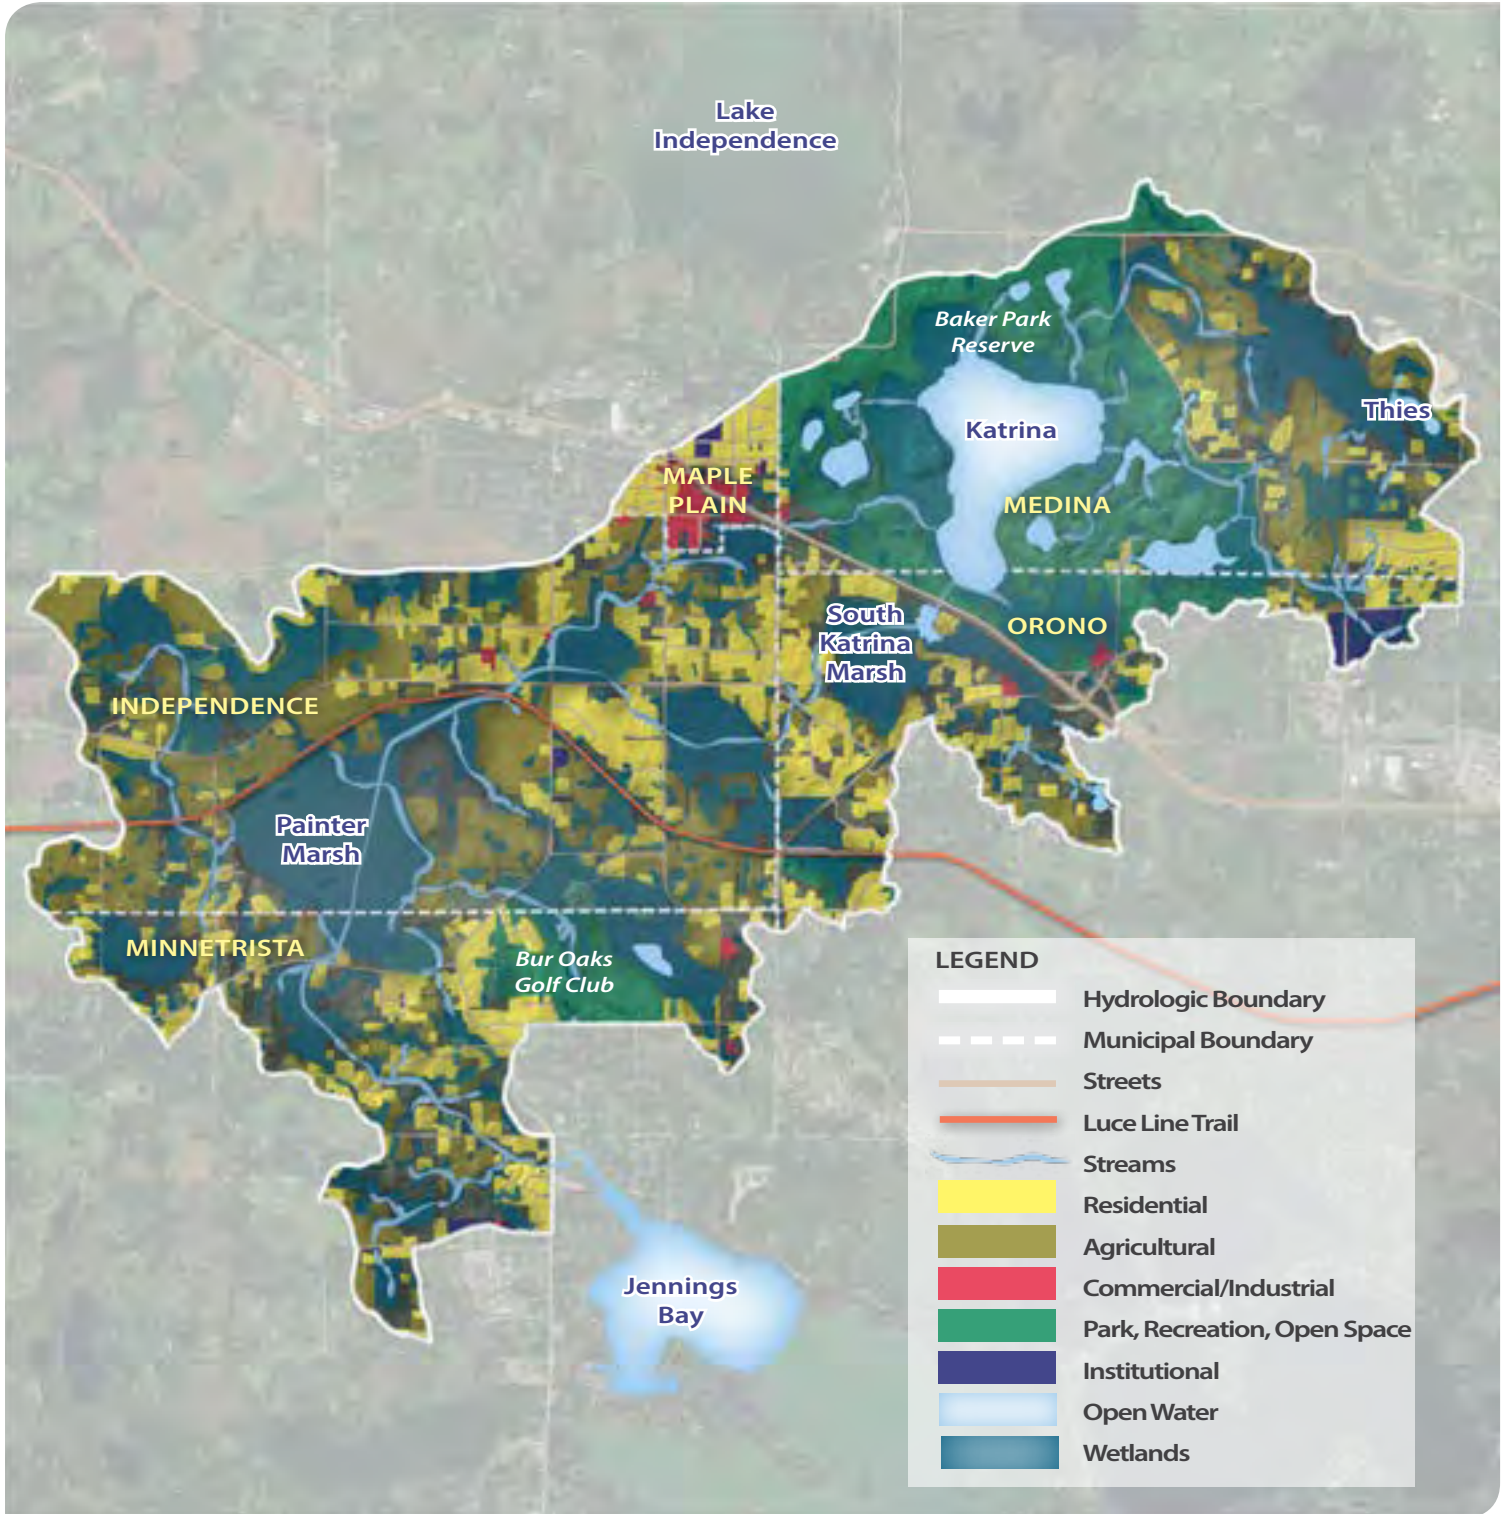 Lake
Independence
Baker Park
Reserve
Thies
Katrina
MAPLE
PLAIN
MEDINA
South
Katrina
Marsh
ORONO
INDEPENDENCE
Painter
Marsh
MINNETRISTA
Bur Oaks
Golf Club
Jennings
Bay
LEGEND
Hydrologic Boundary
Municipal Boundary
Streets
Luce Line Trail
Streams
Residential
Agricultural
Commercial/Industrial
Park, Recreation, Open Space
Institutional
Open Water
Wetlands